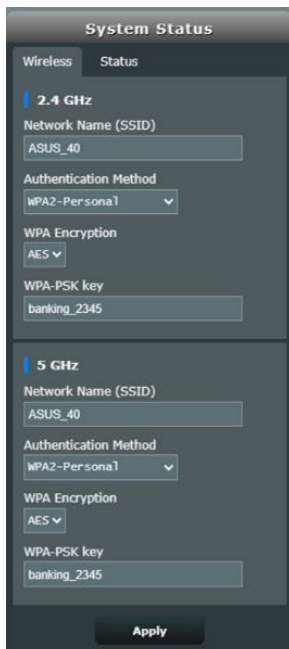 System Status
Wireless Status
2.4 GHz
Network Name (SSID)
ASUS_40
Authentication Method
WPA2-Personal
WPA Encryption
AES
WPA-PSK key
banking_2345
5 GHz
Network Name (SSID)
ASUS_40
Authentication Method
WPA2-Personal
WPA Encryption
AES
WPA-PSK key
banking_2345
Apply